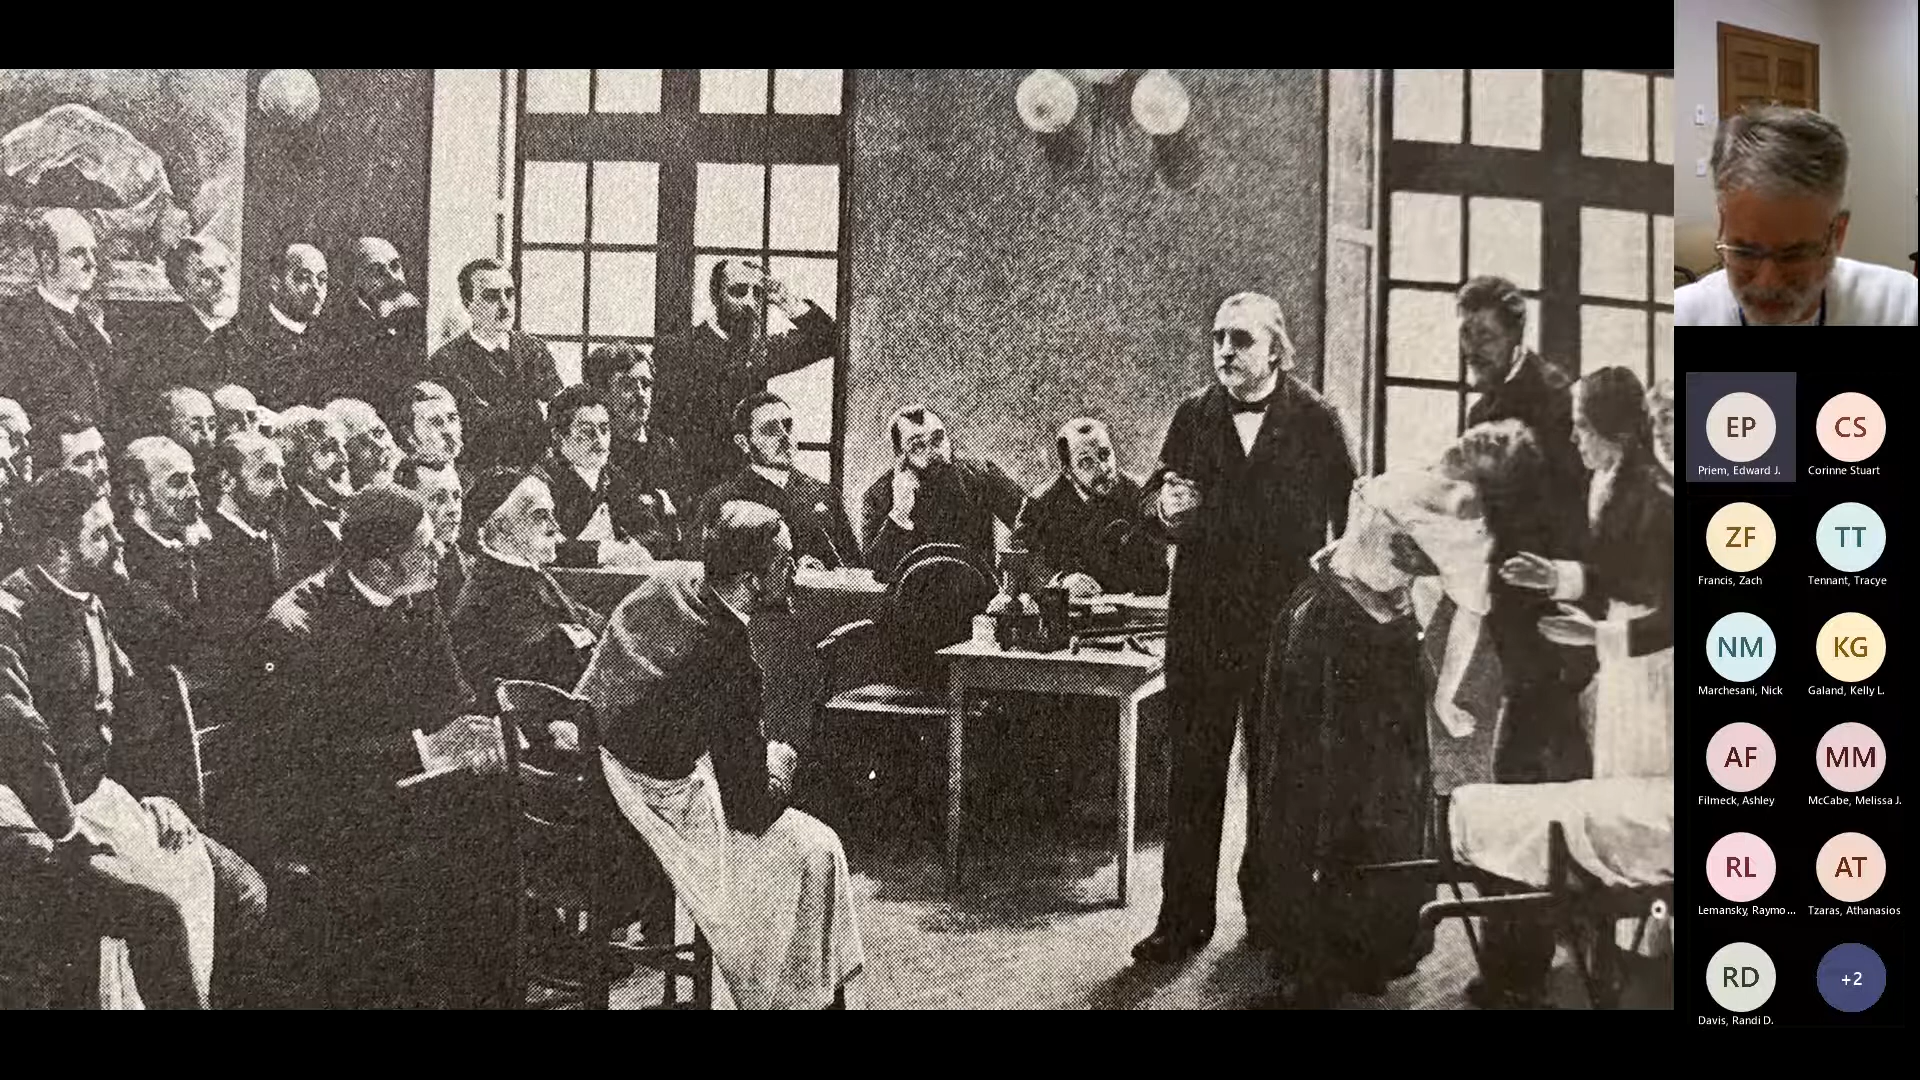 EP
CS
Priem, Edward J.
Corinne Stuart
ZF
TT
Francis, Zach
Tennant, Tracye
NM
KG
Marchesani, Nick
Galand, Kelly L.
AF
MM
Filmeck, Ashley
McCabe, Melissa J.
RL
AT
Lemansky, Raymo...
Tzaras, Athanasios
RD
+2
Davis, Randi D.